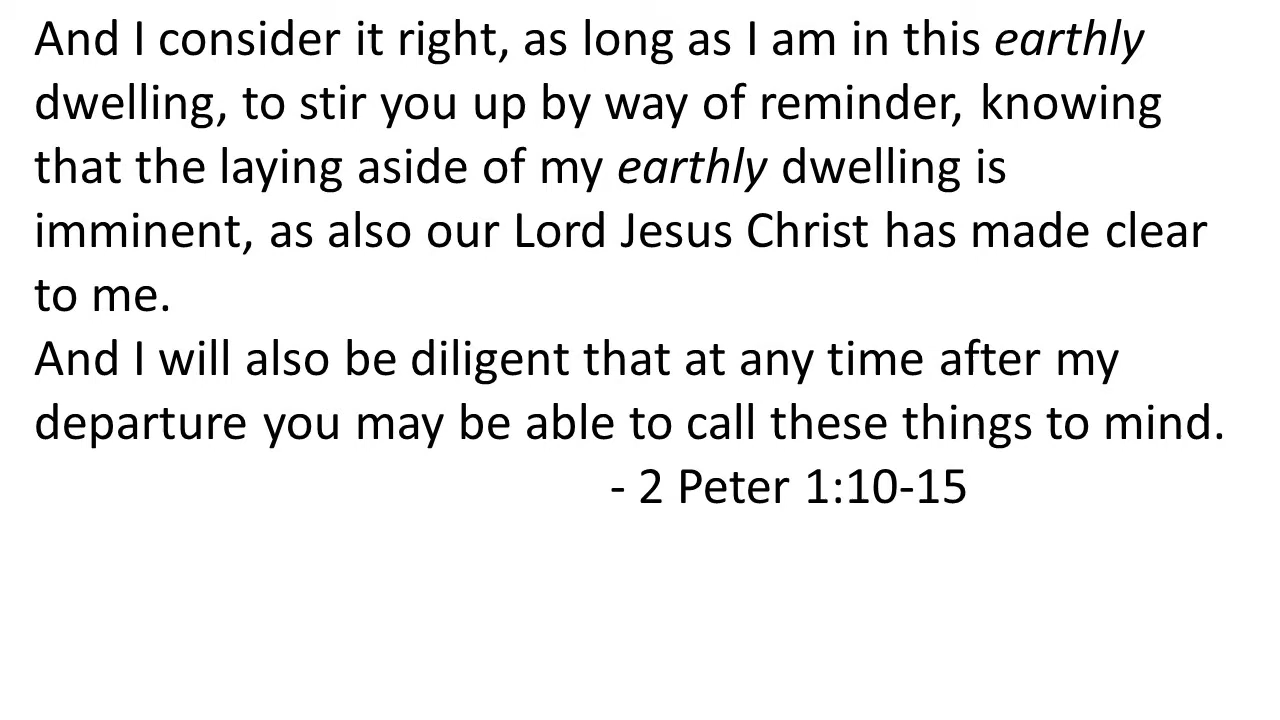 And I consider it right, as long as I am in this earthly
dwelling, to stir you up by way of reminder, knowing
that the laying aside of my earthly dwelling is
imminent, as also our Lord Jesus Christ has made clear
to me.
And I will also be diligent that at any time after my
departure you may be able to call these things to mind.
- 2 Peter 1:10-15